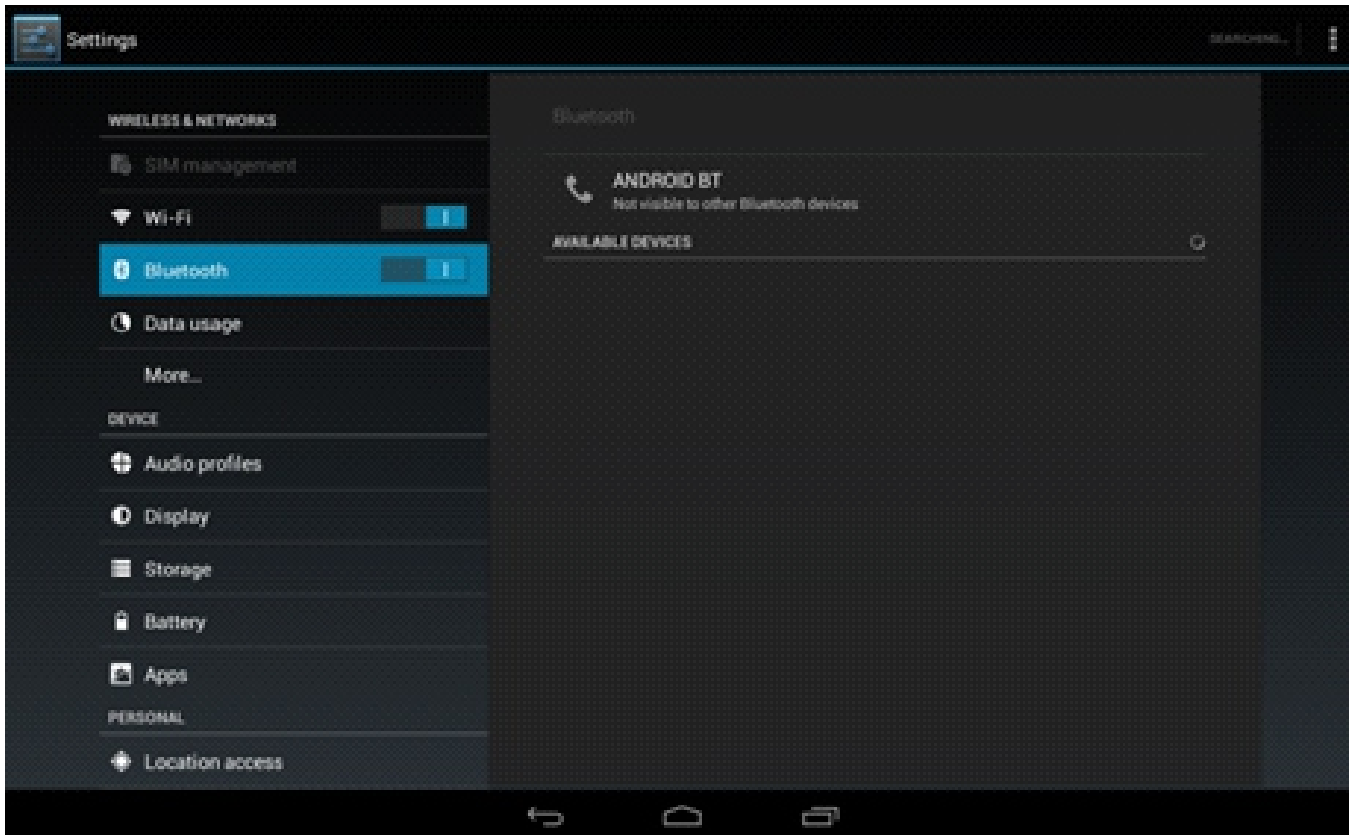 Settings
SEARCHING...
WIRELESS & NETWORKS
SIM management
Wi-Fi
I
Bluetooth
I
Data usage
More...
DEVICE
Audio profiles
Display
Storage
Battery
Apps
PERSONAL
Location access
Bluetooth
ANDROID BT
Not visible to other Bluetooth devices
AVAILABLE DEVICES